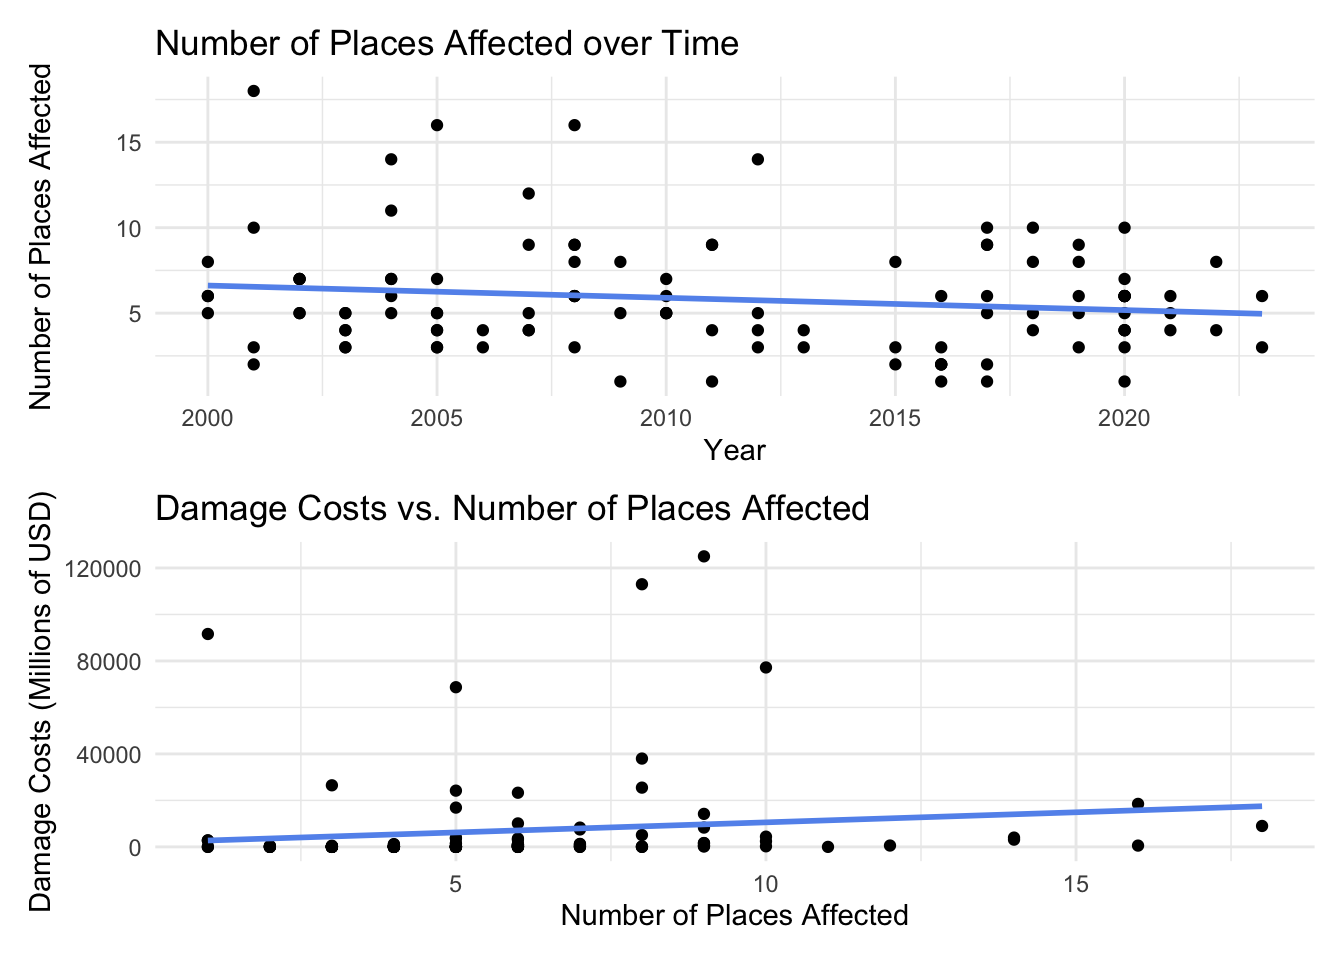 Number of Places Affected over Time
Number of Places Affected
15
10
5
2000 2005 2010 2015 2020
Year
Damage Costs vs. Number of Places Affected
Damage Costs (Millions of USD)
120000
80000
40000
0
5 10 15
Number of Places Affected